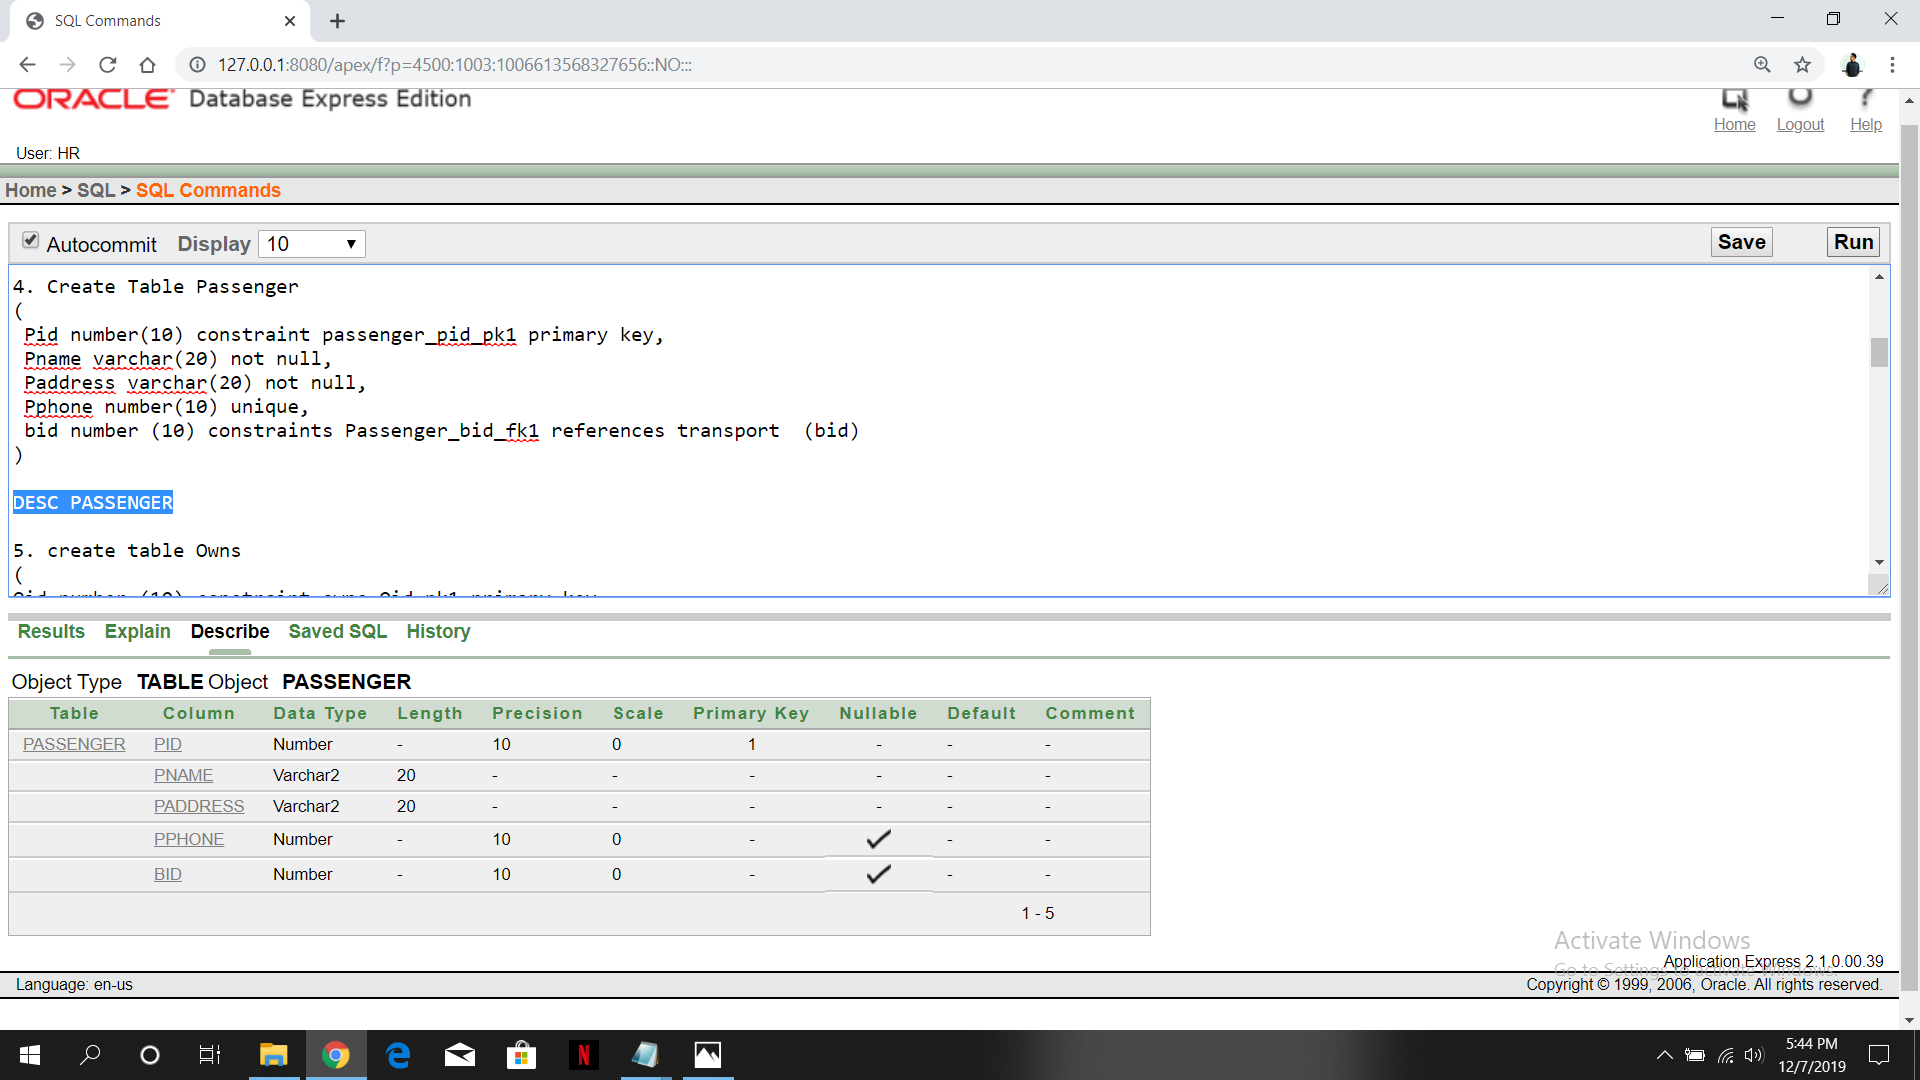 SQL Commands
127.0.0.1:8080/apex/f?p=4500:1003:1006613568327656::NO:::
ORACLE Database Express Edition
Home Logout Help
User: HR
Home > SQL > SQL Commands
Autocommit Display 10 Save Run
4. Create Table Passenger
(
Pid number(10) constraint passenger_pid_pk1 primary key,
Pname varchar(20) not null,
Paddress varchar(20) not null,
Pphone number(10) unique,
bid number (10) constraints Passenger_bid_fk1 references transport (bid)
)
DESC PASSENGER
5. create table Owns
(
Results Explain Describe Saved SQL History
Object Type TABLE Object PASSENGER
Table Column Data Type Length Precision Scale Primary Key Nullable Default Comment
PASSENGER PID Number - 10 0 1 - - -
PNAME Varchar2 20 - - - - - -
PADDRESS Varchar2 20 - - - - - -
PPHONE Number - 10 0 - - -
BID Number - 10 0 - - -
1 - 5
Activate Windows
Go to Settings to activate Windows.
Application Express 2.1.0.00.39
Language: en-us
Copyright © 1999, 2006, Oracle. All rights reserved.
5:44 PM
12/7/2019